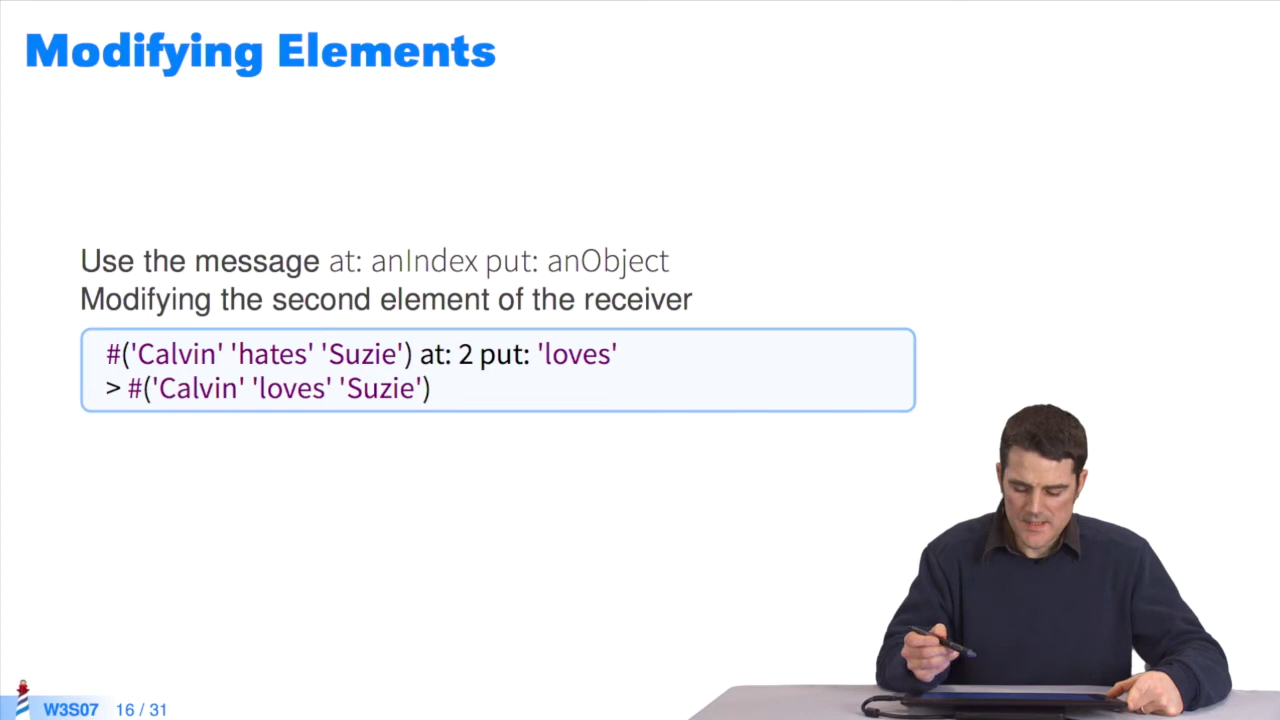 Modifying Elements
Use the message at: anIndex put: anObject
Modifying the second element of the receiver
#('Calvin' 'hates' 'Suzie') at: 2 put: 'loves'
> #('Calvin' 'loves' 'Suzie')
W3S07 16 / 31